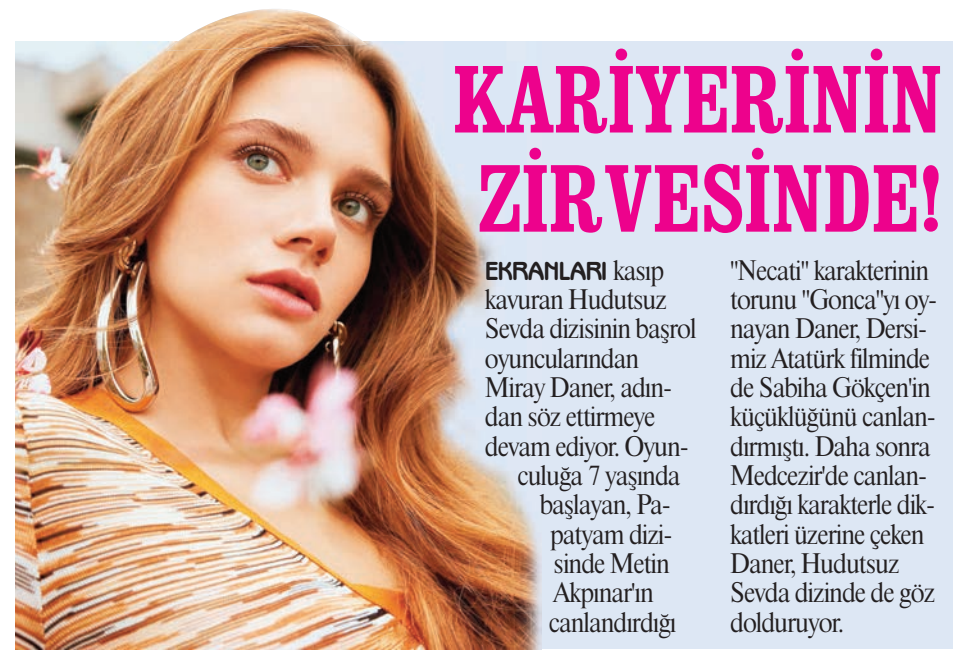 KARİYERİNİN
ZİRVESİNDE!
EKRANLARI kasıp
kavuran Hudutsuz
Sevda dizisinin başrol
oyuncularından
Miray Daner, adın-
dan söz ettirmeye
devam ediyor. Oyun-
culuğa 7 yaşında
başlayan, Pa-
patyam dizi-
sinde Metin
Akpınar'ın
canlandırdığı
"Necati" karakterinin
torunu "Gonca"yı oy-
nayan Daner, Dersi-
miz Atatürk filminde
de Sabiha Gökçen'in
küçüklüğünü canlan-
dırmıştı. Daha sonra
Medcezir'de canlan-
dırdığı karakterle dik-
katleri üzerine çeken
Daner, Hudutsuz
Sevda dizinde de göz
dolduruyor.